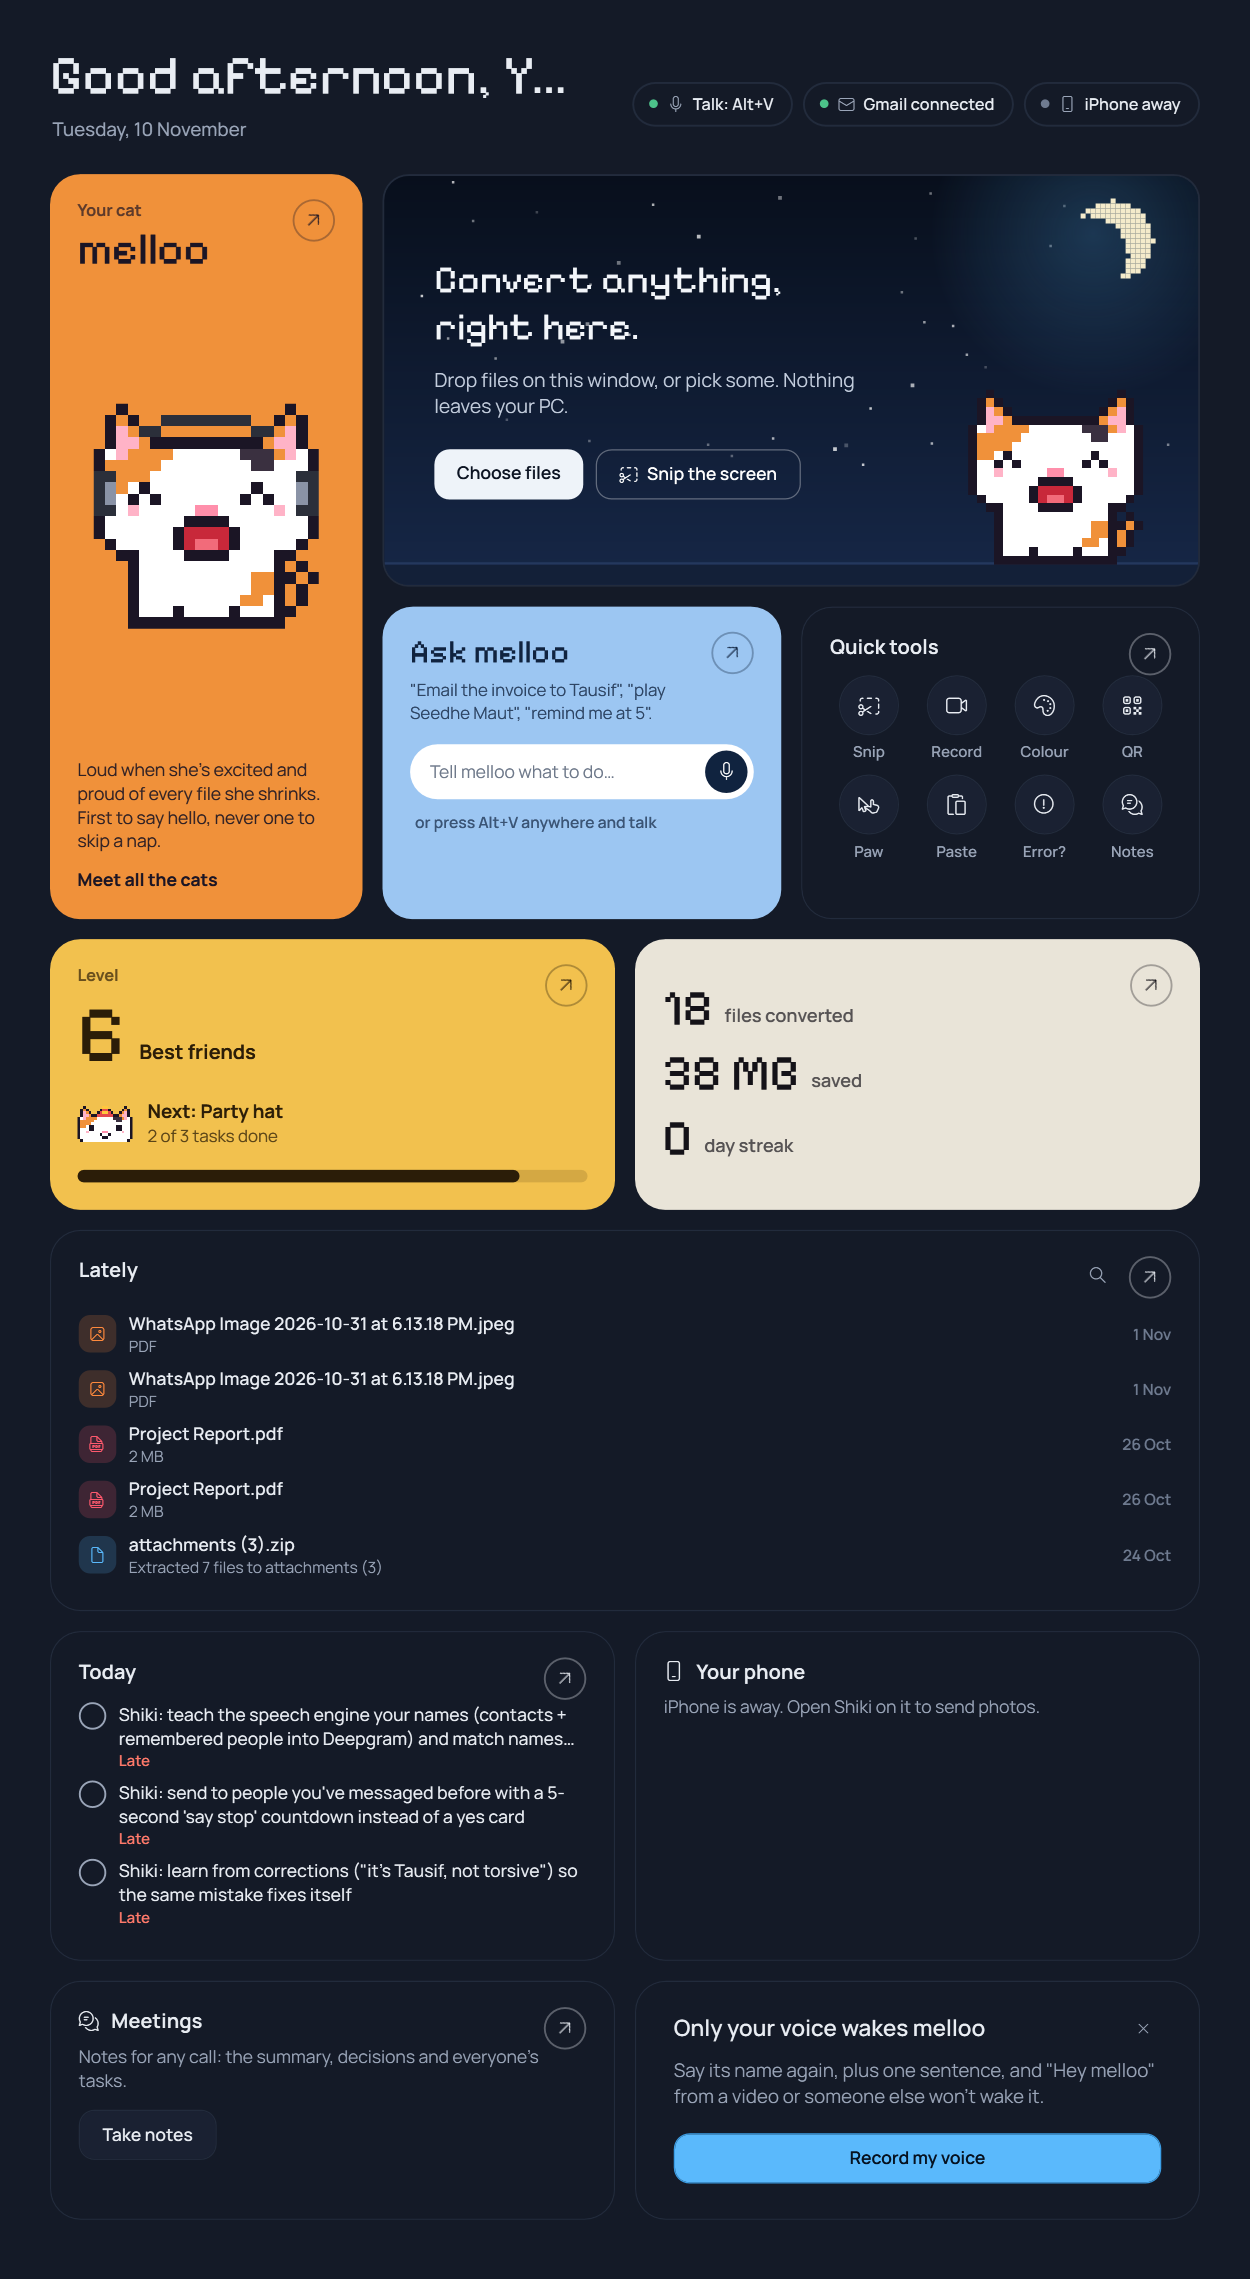 Good afternoon, Y...
Tuesday, 10 November
Talk: Alt+V
Gmail connected
iPhone away
Your cat
melloo
Loud when she's excited and
proud of every file she shrinks.
First to say hello, never one to
skip a nap.
Meet all the cats
Convert anything,
right here.
Drop files on this window, or pick some. Nothing
leaves your PC.
Choose files
Snip the screen
Ask melloo
"Email the invoice to Tausif", "play
Seedhe Maut", "remind me at 5".
Tell melloo what to do...
or press Alt+V anywhere and talk
Quick tools
Snip
Record
Colour
QR
Paw
Paste
Error?
Notes
Level
6 Best friends
Next: Party hat
2 of 3 tasks done
18 files converted
38 MB saved
0 day streak
Lately
WhatsApp Image 2026-10-31 at 6.13.18 PM.jpeg
PDF
1 Nov
WhatsApp Image 2026-10-31 at 6.13.18 PM.jpeg
PDF
1 Nov
Project Report.pdf
2 MB
26 Oct
Project Report.pdf
2 MB
26 Oct
attachments (3).zip
Extracted 7 files to attachments (3)
24 Oct
Today
Shiki: teach the speech engine your names (contacts +
remembered people into Deepgram) and match names...
Late
Shiki: send to people you've messaged before with a 5-
second 'say stop' countdown instead of a yes card
Late
Shiki: learn from corrections ("it's Tausif, not torsive") so
the same mistake fixes itself
Late
Your phone
iPhone is away. Open Shiki on it to send photos.
Meetings
Notes for any call: the summary, decisions and everyone's
tasks.
Take notes
Only your voice wakes melloo
Say its name again, plus one sentence, and "Hey melloo"
from a video or someone else won't wake it.
Record my voice